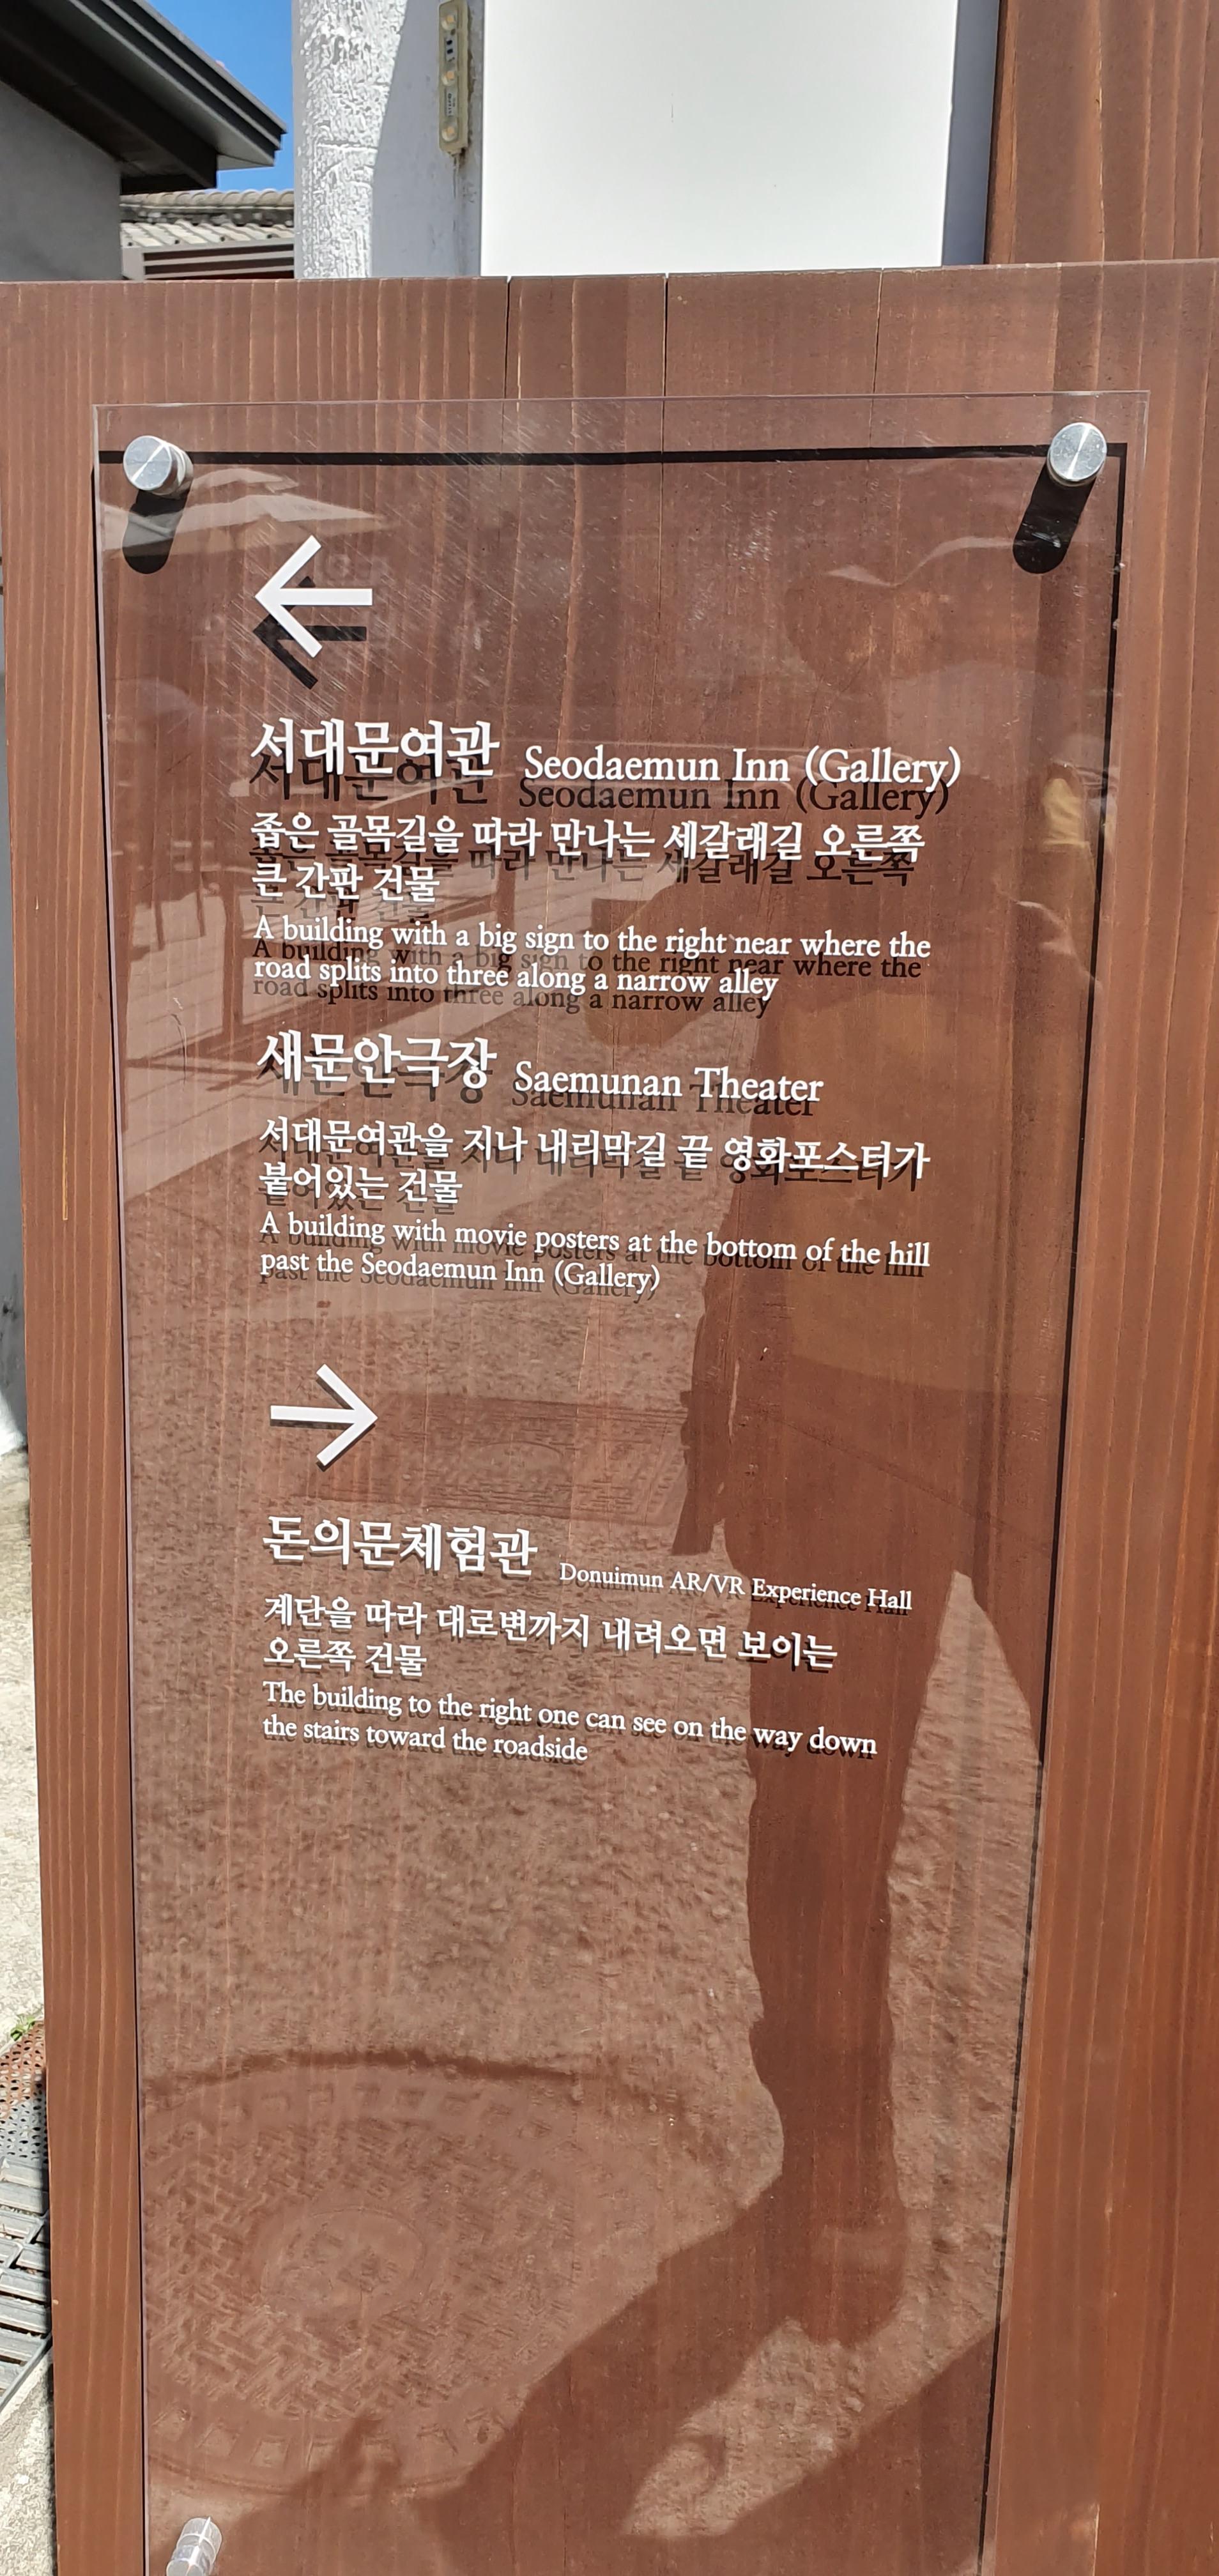 ←
서대문여관 Seodaemun Inn (Gallery)
좁은 골목길을 따라 만나는 세갈래길 오른쪽
큰 간판 건물
A building with a big sign to the right near where the
road splits into three along a narrow alley
새문안극장 Saemunan Theater
서대문여관을 지나 내리막길 끝 영화포스터가
붙어있는 건물
A building with movie posters at the bottom of the hill
past the Seodaemun Inn (Gallery)
→
돈의문체험관 Donuimun AR/VR Experience Hall
계단을 따라 대로변까지 내려오면 보이는
오른쪽 건물
The building to the right one can see on the way down
the stairs toward the roadside